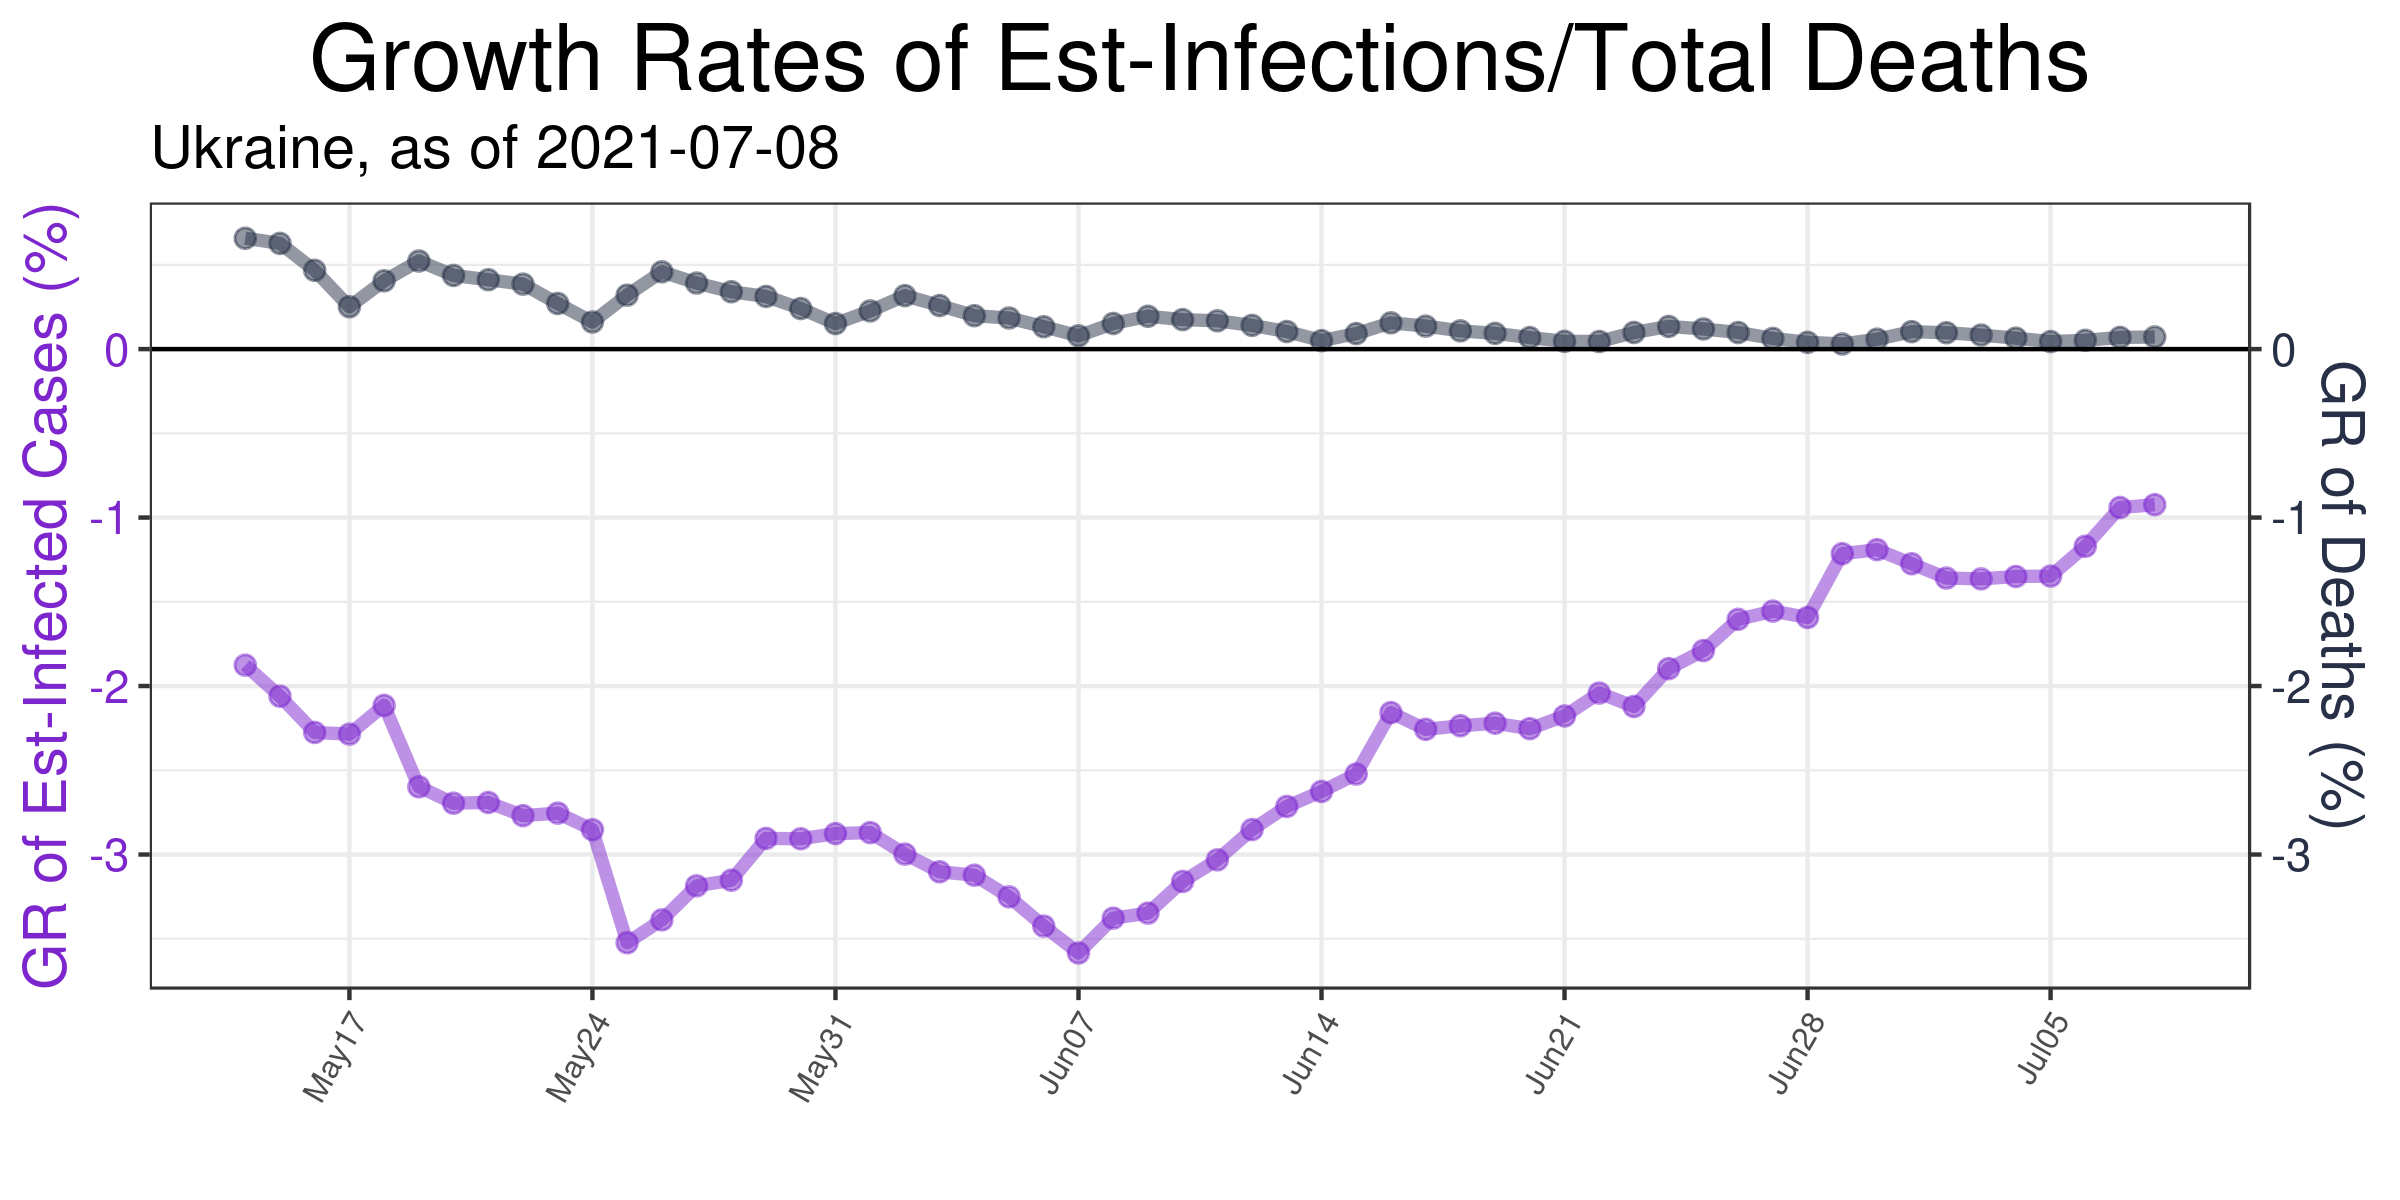 Growth Rates of Est-Infections/Total Deaths
Ukraine, as of 2021-07-08
GR of Est-Infected Cases (%)
0
-1
-2
-3
0
-1
-2
-3
GR of Deaths (%)
May17
May24
May31
Jun07
Jun14
Jun21
Jun28
Jul05